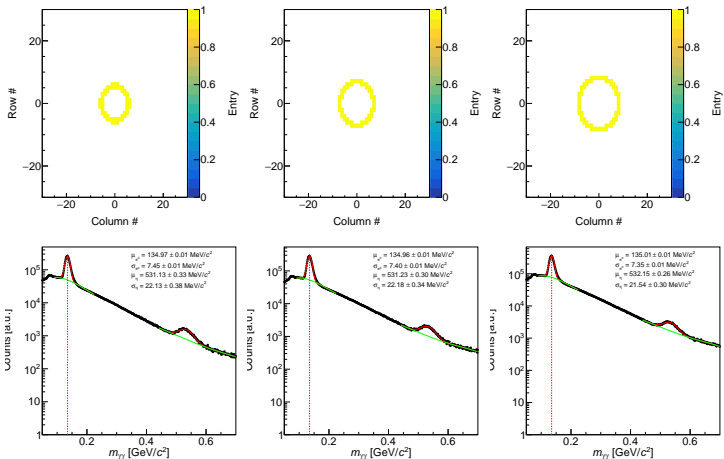 20
0
−20
Row #
−20 0 20
Column #
1
0.8
0.6
0.4
0.2
0
Entry
20
0
−20
Row #
−20 0 20
Column #
1
0.8
0.6
0.4
0.2
0
Entry
20
0
−20
Row #
−20 0 20
Column #
1
0.8
0.6
0.4
0.2
0
Entry
μπ⁰ = 134.97 ± 0.01 MeV/c²
σπ⁰ = 7.45 ± 0.01 MeV/c²
μη = 531.13 ± 0.33 MeV/c²
ση = 22.13 ± 0.38 MeV/c²
10⁵
10⁴
10³
10²
10
1
Counts [a.u.]
0.2 0.4 0.6
mγγ [GeV/c²]
μπ⁰ = 134.96 ± 0.01 MeV/c²
σπ⁰ = 7.40 ± 0.01 MeV/c²
μη = 531.23 ± 0.30 MeV/c²
ση = 22.18 ± 0.34 MeV/c²
10⁵
10⁴
10³
10²
10
1
Counts [a.u.]
0.2 0.4 0.6
mγγ [GeV/c²]
μπ⁰ = 135.01 ± 0.01 MeV/c²
σπ⁰ = 7.35 ± 0.01 MeV/c²
μη = 532.15 ± 0.26 MeV/c²
ση = 21.54 ± 0.30 MeV/c²
10⁵
10⁴
10³
10²
10
1
Counts [a.u.]
0.2 0.4 0.6
mγγ [GeV/c²]